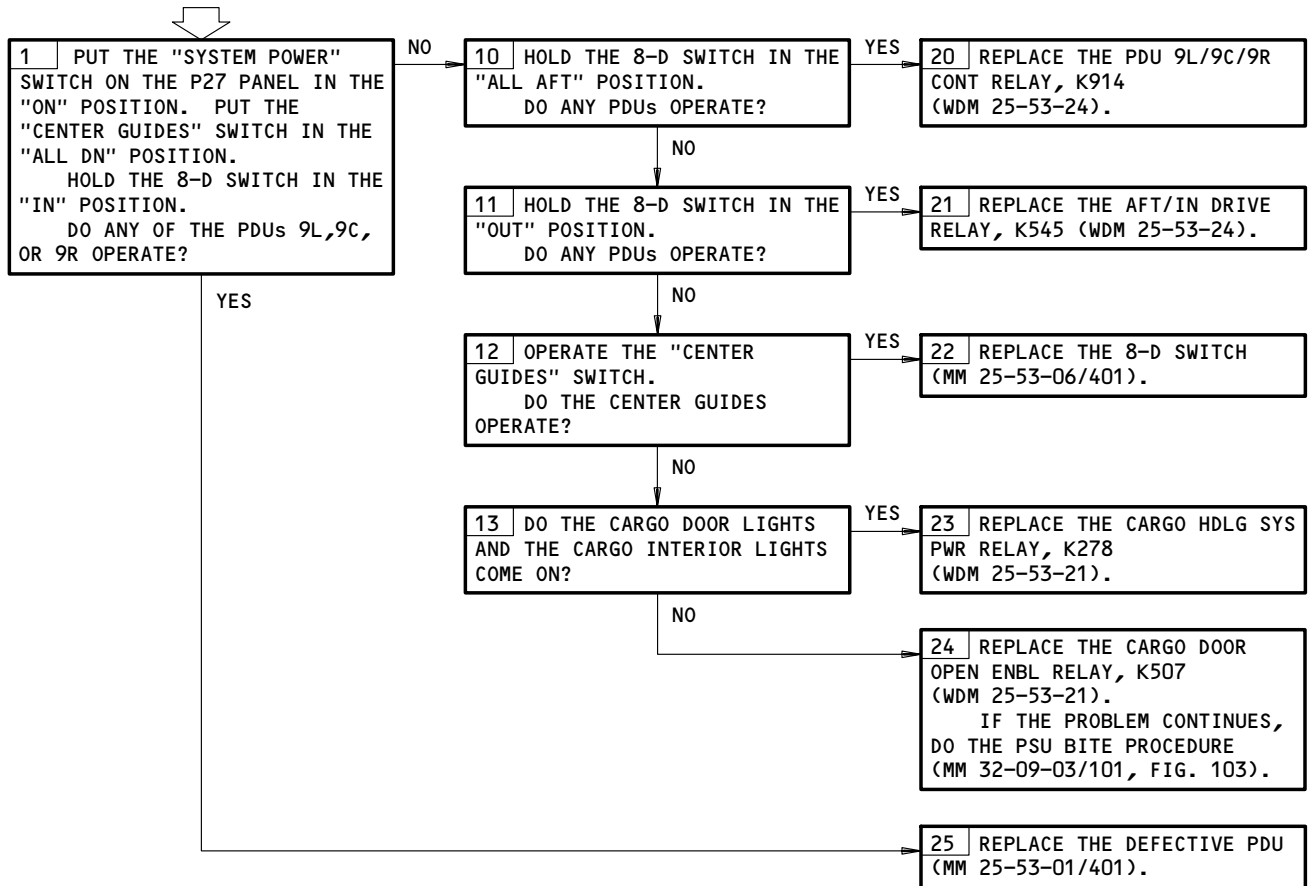 1 PUT THE "SYSTEM POWER"
SWITCH ON THE P27 PANEL IN THE
"ON" POSITION. PUT THE
"CENTER GUIDES" SWITCH IN THE
"ALL DN" POSITION.
HOLD THE 8-D SWITCH IN THE
"IN" POSITION.
DO ANY OF THE PDUs 9L,9C,
OR 9R OPERATE?
NO
YES
10 HOLD THE 8-D SWITCH IN THE
"ALL AFT" POSITION.
DO ANY PDUs OPERATE?
YES
20 REPLACE THE PDU 9L/9C/9R
CONT RELAY, K914
(WDM 25-53-24).
NO
11 HOLD THE 8-D SWITCH IN THE
"OUT" POSITION.
DO ANY PDUs OPERATE?
YES
21 REPLACE THE AFT/IN DRIVE
RELAY, K545 (WDM 25-53-24).
NO
12 OPERATE THE "CENTER
GUIDES" SWITCH.
DO THE CENTER GUIDES
OPERATE?
YES
22 REPLACE THE 8-D SWITCH
(MM 25-53-06/401).
NO
13 DO THE CARGO DOOR LIGHTS
AND THE CARGO INTERIOR LIGHTS
COME ON?
YES
23 REPLACE THE CARGO HDLG SYS
PWR RELAY, K278
(WDM 25-53-21).
NO
24 REPLACE THE CARGO DOOR
OPEN ENBL RELAY, K507
(WDM 25-53-21).
IF THE PROBLEM CONTINUES,
DO THE PSU BITE PROCEDURE
(MM 32-09-03/101, FIG. 103).
25 REPLACE THE DEFECTIVE PDU
(MM 25-53-01/401).